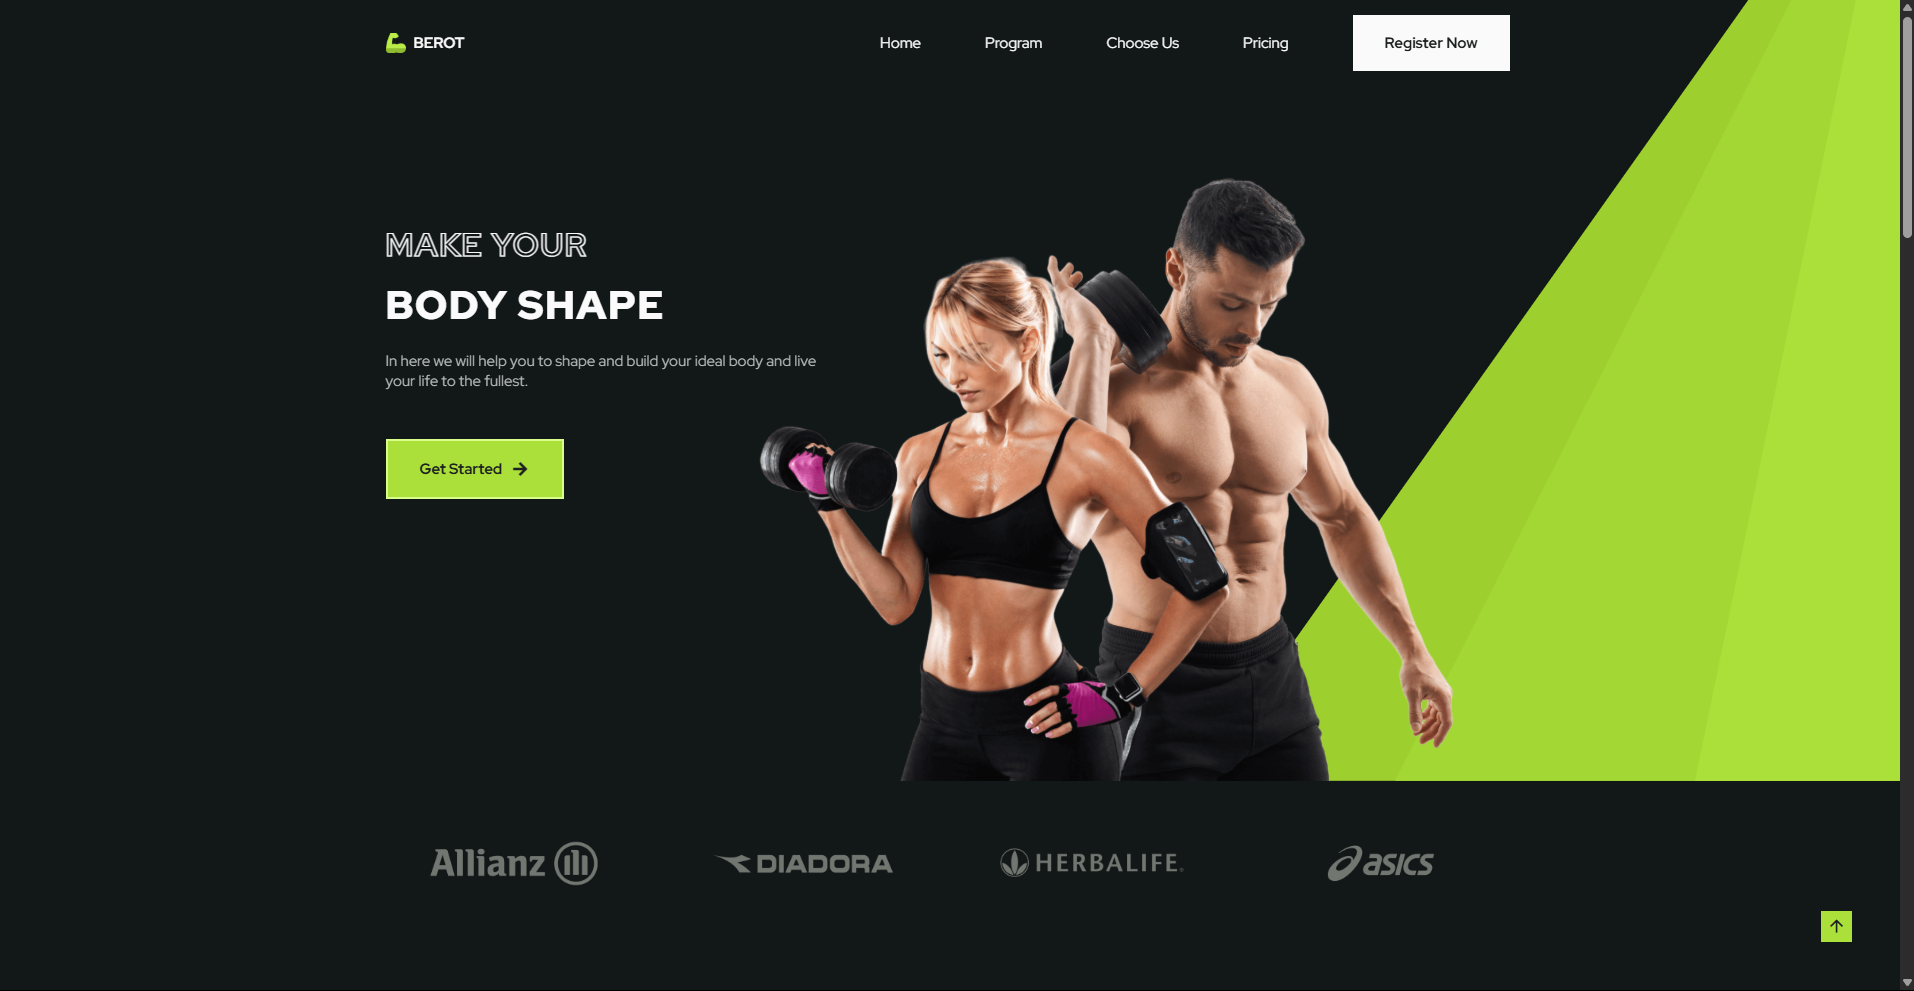 BEROT
Home
Program
Choose Us
Pricing
Register Now
MAKE YOUR
BODY SHAPE
In here we will help you to shape and build your ideal body and live
your life to the fullest.
Get Started
Allianz
DIADORA
HERBALIFE
asics